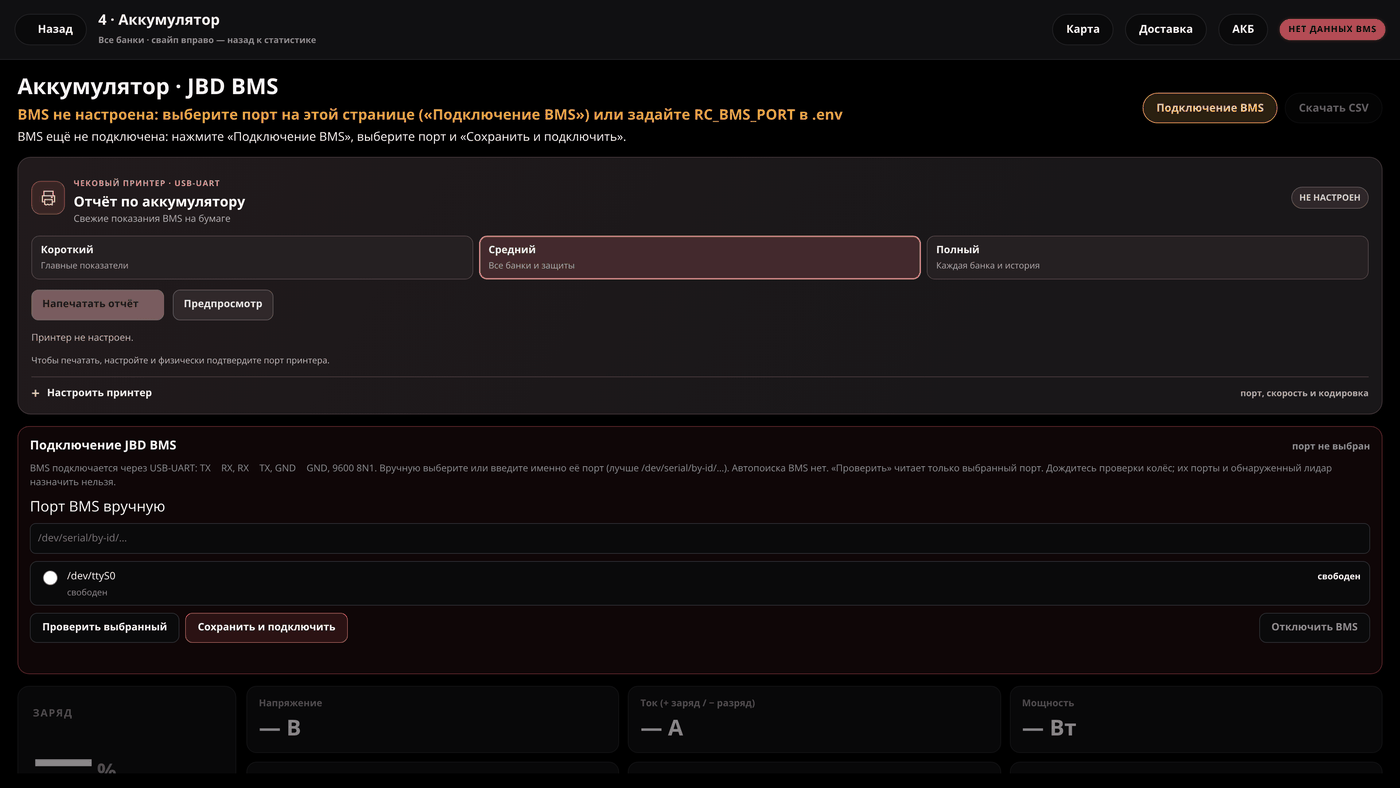 Назад
4 · Аккумулятор
Все банки · свайп вправо — назад к статистике
Карта
Доставка
АКБ
НЕТ ДАННЫХ BMS
Аккумулятор · JBD BMS
BMS не настроена: выберите порт на этой странице («Подключение BMS») или задайте RC_BMS_PORT в .env
BMS ещё не подключена: нажмите «Подключение BMS», выберите порт и «Сохранить и подключить».
Подключение BMS
Скачать CSV
ЧЕКОВЫЙ ПРИНТЕР · USB-UART
Отчёт по аккумулятору
Свежие показания BMS на бумаге
НЕ НАСТРОЕН
Короткий
Главные показатели
Средний
Все банки и защиты
Полный
Каждая банка и история
Напечатать отчёт
Предпросмотр
Принтер не настроен.
Чтобы печатать, настройте и физически подтвердите порт принтера.
+ Настроить принтер
порт, скорость и кодировка
Подключение JBD BMS
порт не выбран
BMS подключается через USB-UART: TX RX, RX TX, GND GND, 9600 8N1. Вручную выберите или введите именно её порт (лучше /dev/serial/by-id/…). Автопоиска BMS нет. «Проверить» читает только выбранный порт. Дождитесь проверки колёс; их порты и обнаруженный лидар
назначить нельзя.
Порт BMS вручную
/dev/serial/by-id/…
/dev/ttyS0
свободен
свободен
Проверить выбранный
Сохранить и подключить
Отключить BMS
ЗАРЯД
— %
Напряжение
— В
Ток (+ заряд / − разряд)
— А
Мощность
— Вт